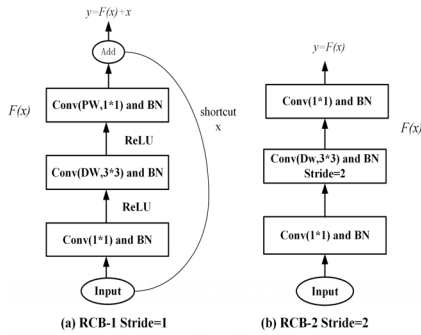 y=F(x)+x
Add
Conv(PW,1*1) and BN
F(x)
ReLU
shortcut
x
Conv(DW,3*3) and BN
ReLU
Conv(1*1) and BN
Input
(a) RCB-1 Stride=1
y=F(x)
Conv(1*1) and BN
F(x)
Conv(Dw,3*3) and BN
Stride=2
Conv(1*1) and BN
Input
(b) RCB-2 Stride=2